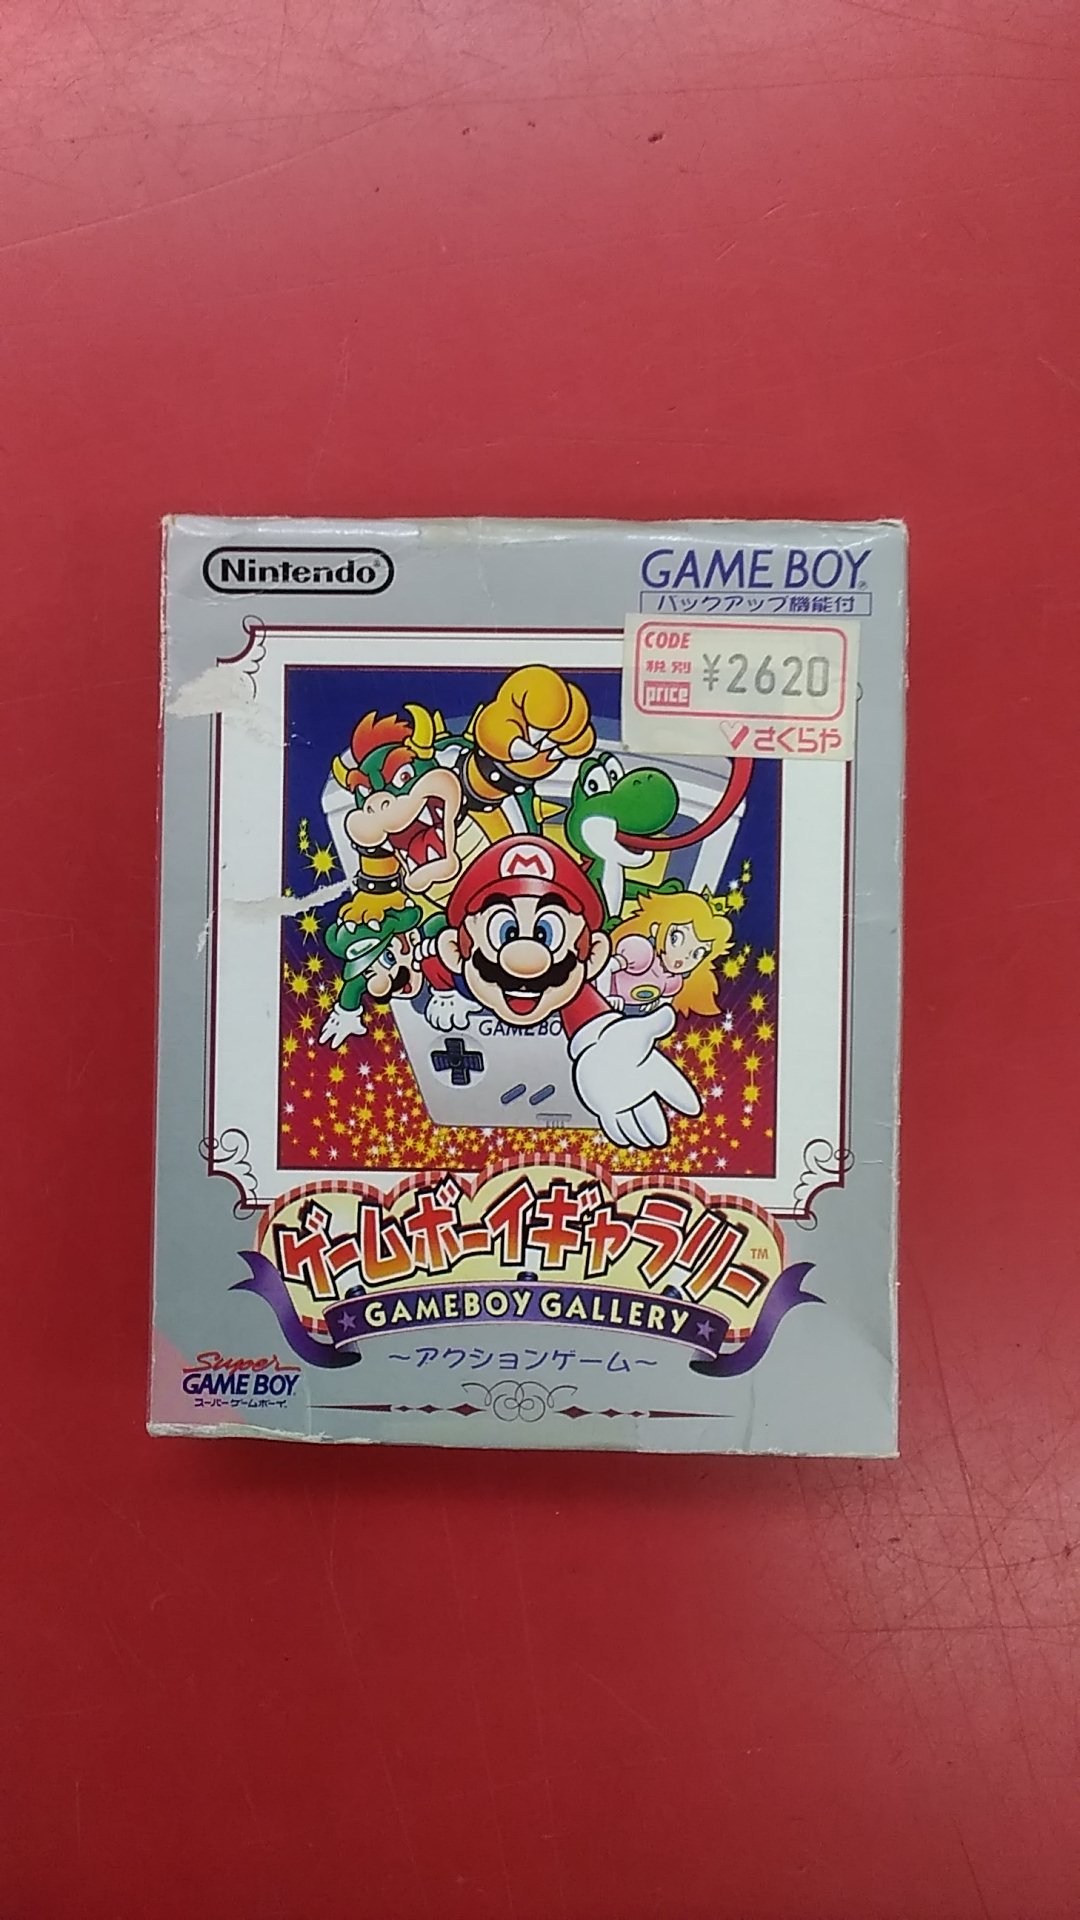 Nintendo
GAME BOY
バックアップ機能付
CODE
税別
price
¥2620
さくらや
M
GAME BO
ゲームボーイギャラリー™
★GAMEBOY GALLERY★
～アクションゲーム～
Super
GAME BOY
スーパーゲームボーイ